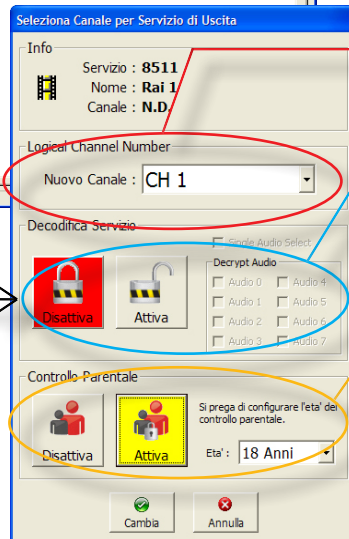 Seleziona Canale per Servizio di Uscita
Info
Servizio : 8511
Nome : Rai 1
Canale : N.D.
Logical Channel Number
Nuovo Canale : CH 1
Decodifica Servizio
Single Audio Select
Decrypt Audio
Audio 0 Audio 4
Audio 1 Audio 5
Audio 2 Audio 6
Audio 3 Audio 7
Disattiva Attiva
Controllo Parentale
Si prega di configurare l'eta' dei
controllo parentale.
Disattiva Attiva Eta' : 18 Anni
Cambia Annulla